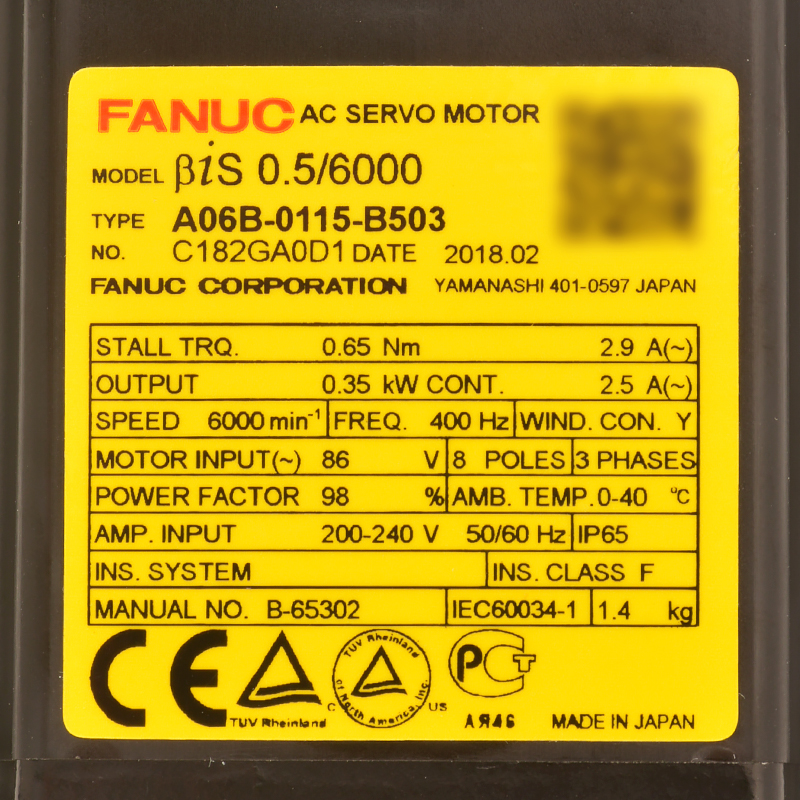 FANUC AC SERVO MOTOR
MODEL βiS 0.5/6000
TYPE A06B-0115-B503
NO. C182GA0D1 DATE 2018.02
FANUC CORPORATION YAMANASHI 401-0597 JAPAN
STALL TRQ. 0.65 Nm 2.9 A(~)
OUTPUT 0.35 kW CONT. 2.5 A(~)
SPEED 6000 min⁻¹ FREQ. 400 Hz WIND. CON. Y
MOTOR INPUT(~) 86 V 8 POLES 3 PHASES
POWER FACTOR 98 % AMB. TEMP. 0-40 °C
AMP. INPUT 200-240 V 50/60 Hz IP65
INS. SYSTEM INS. CLASS F
MANUAL NO. B-65302 IEC60034-1 1.4 kg
CE TUV Rheinland
TUV Rheinland of North America, Inc. C US
PCT
АЯ46 MADE IN JAPAN